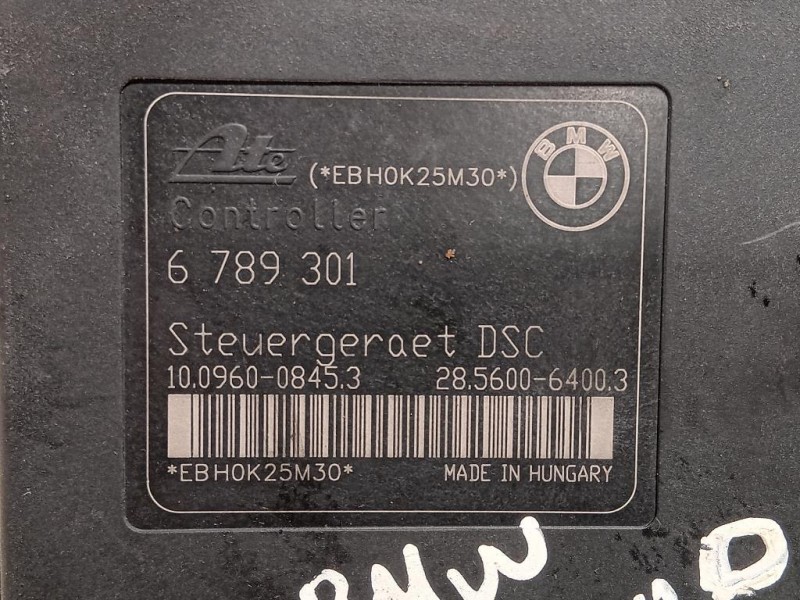 Ate (*EBH0K25M30*)
BMW
Controller
6 789 301
Steuergeraet DSC
10.0960-0845.3 28.5600-6400.3
*EBH0K25M30* MADE IN HUNGARY
BMW